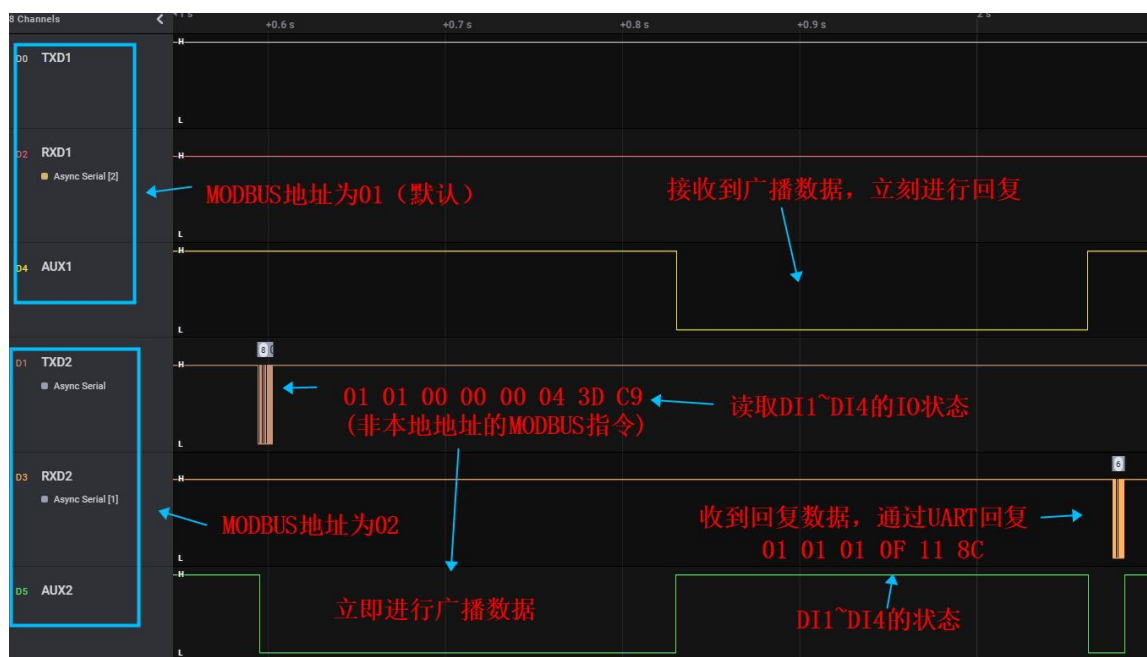 8 Channels
+0.6 s
+0.7 s
+0.8 s
+0.9 s
2 s
D0 TXD1
H
L
D2 RXD1
Async Serial [2]
H
L
MODBUS地址为01（默认）
接收到广播数据，立刻进行回复
D4 AUX1
H
L
D1 TXD2
Async Serial
H
L
8
01 01 00 00 00 04 3D C9
(非本地地址的MODBUS指令)
读取DI1~DI4的IO状态
D3 RXD2
Async Serial [1]
H
L
6
MODBUS地址为02
收到回复数据，通过UART回复
01 01 01 0F 11 8C
D5 AUX2
H
L
立即进行广播数据
DI1~DI4的状态